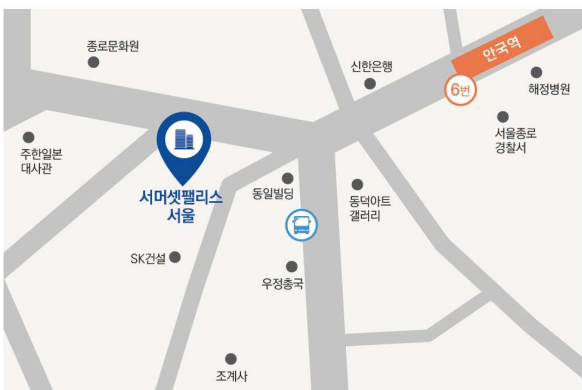 종로문화원
신한은행
안국역
6번
해정병원
서울종로
경찰서
주한일본
대사관
서머셋팰리스
서울
동일빌딩
동덕아트
갤러리
SK건설
우정총국
조계사